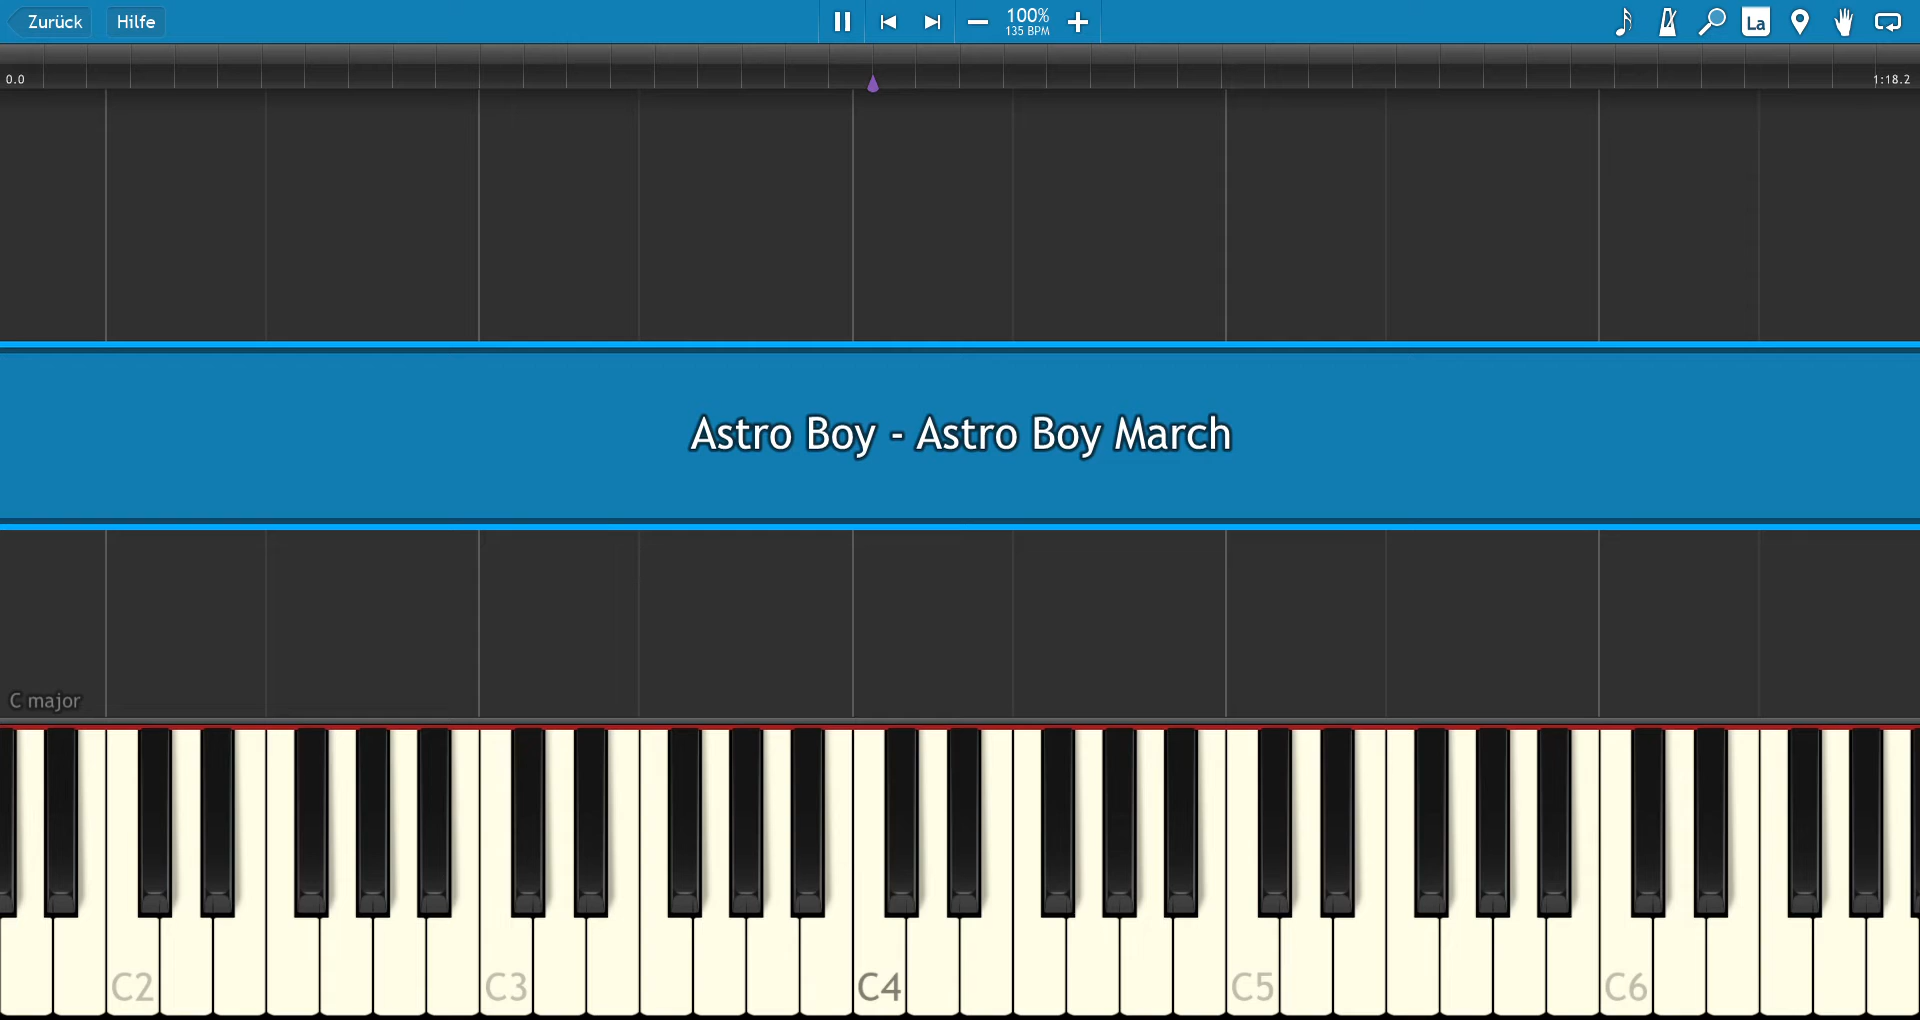 Zurück Hilfe 100%
135 BPM
La
0.0 1:18.2
Astro Boy - Astro Boy March
C major
C2 C3 C4 C5 C6